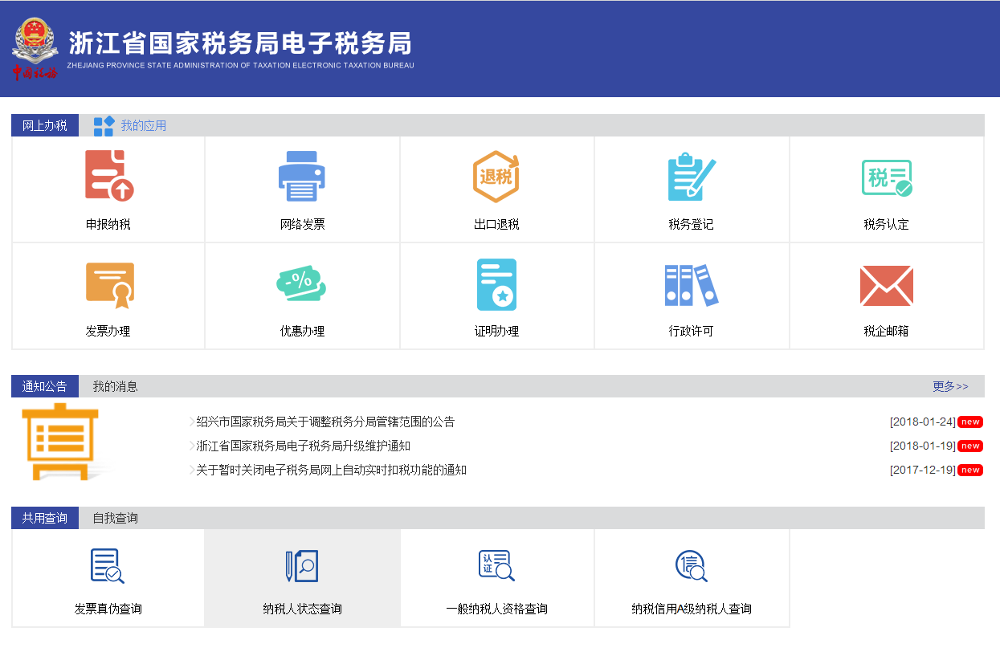 浙江省国家税务局电子税务局
ZHEJIANG PROVINCE STATE ADMINISTRATION OF TAXATION ELECTRONIC TAXATION BUREAU
中国税务
网上办税 我的应用
退税 税
申报纳税 网络发票 出口退税 税务登记 税务认定
-%
发票办理 优惠办理 证明办理 行政许可 税企邮箱
通知公告 我的消息 更多>>
绍兴市国家税务局关于调整税务分局管辖范围的公告 [2018-01-24] new
浙江省国家税务局电子税务局升级维护通知 [2018-01-19] new
关于暂时关闭电子税务局网上自动实时扣税功能的通知 [2017-12-19] new
共用查询 自我查询
认证 信
发票真伪查询 纳税人状态查询 一般纳税人资格查询 纳税信用A级纳税人查询